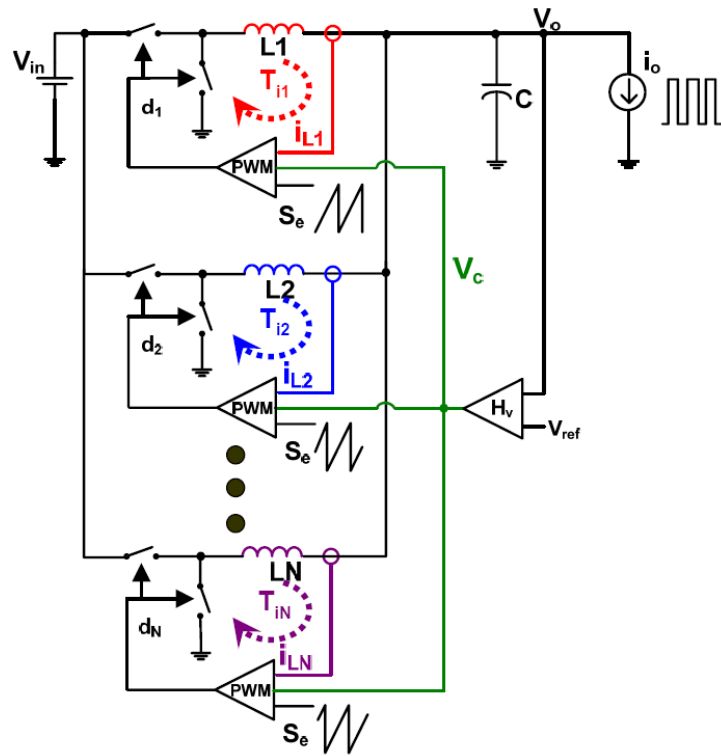 Vo
Vin
L1
io
Ti1
C
d1
iL1
PWM
Se
Vc
L2
Ti2
d2
iL2
PWM
Hv
Vref
Se
LN
TiN
dN
iLN
PWM
Se